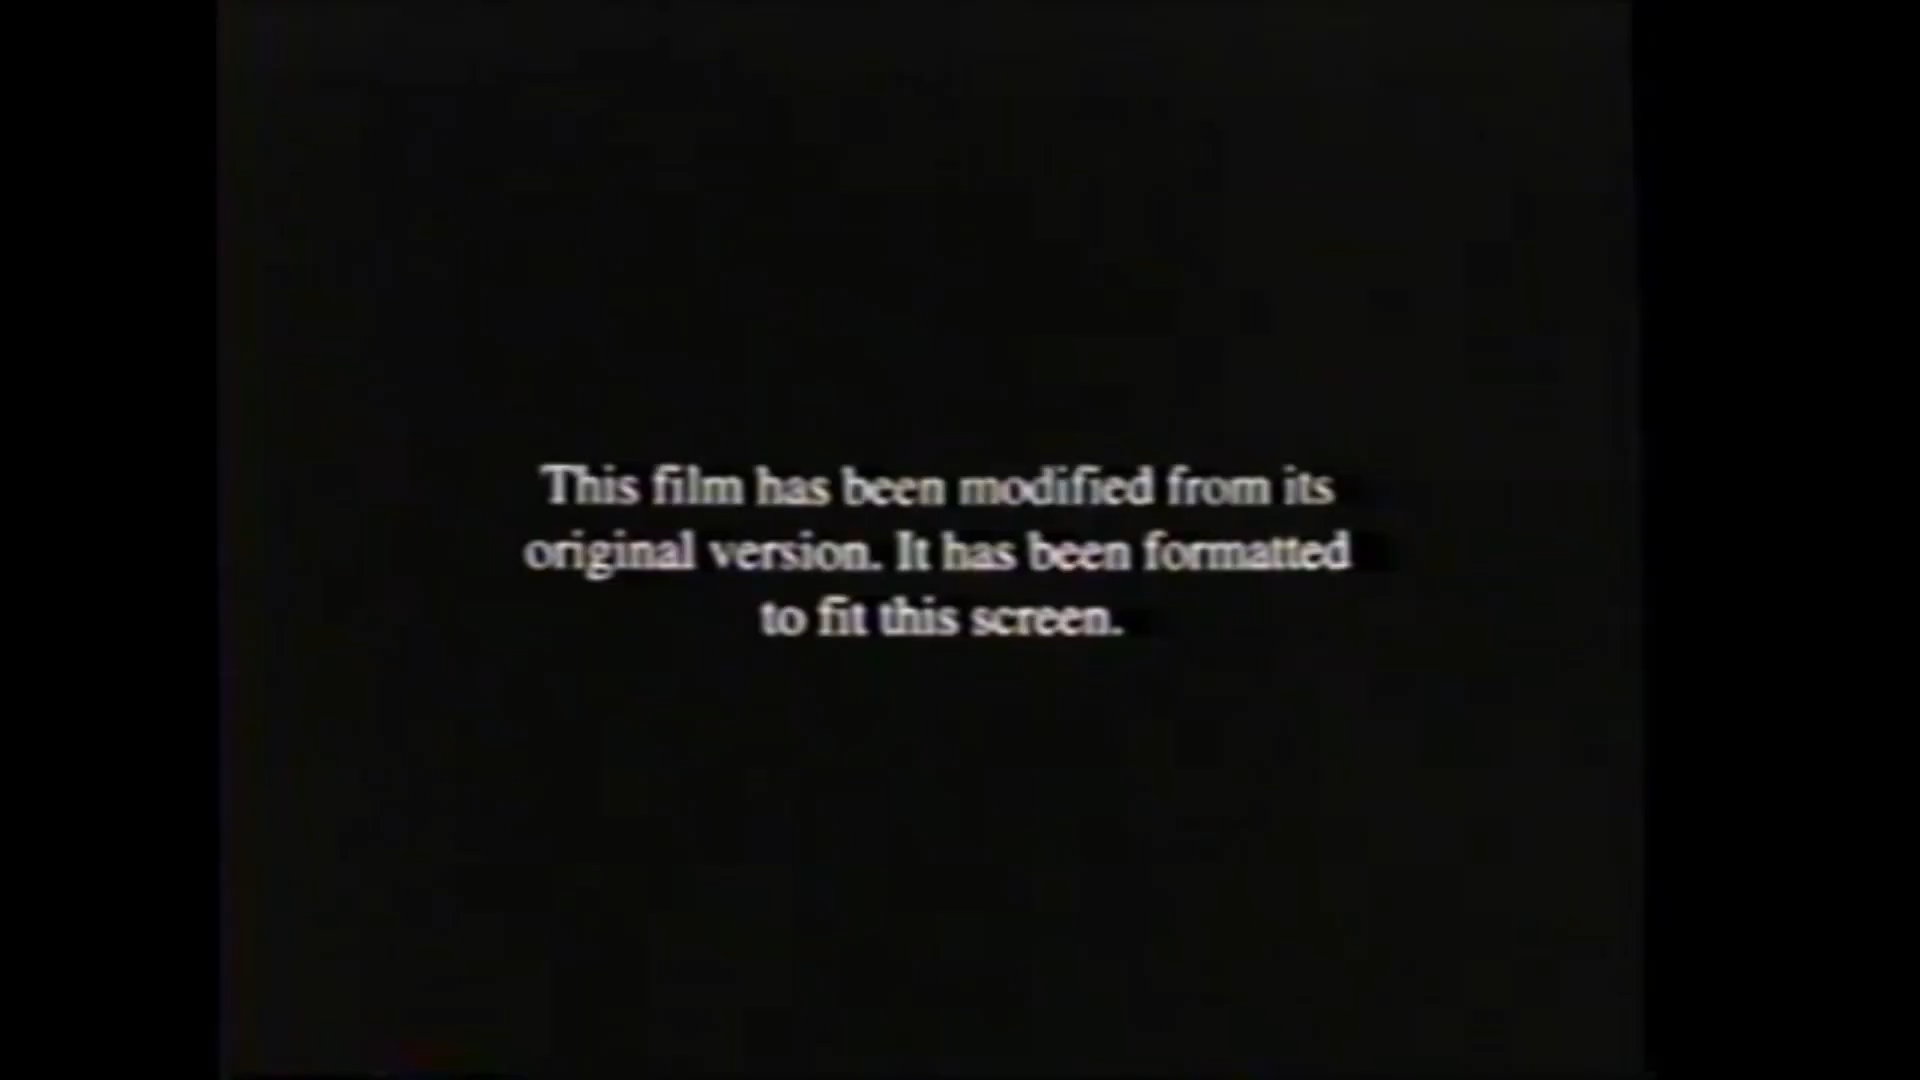 This film has been modified from its
original version. It has been formatted
to fit this screen.